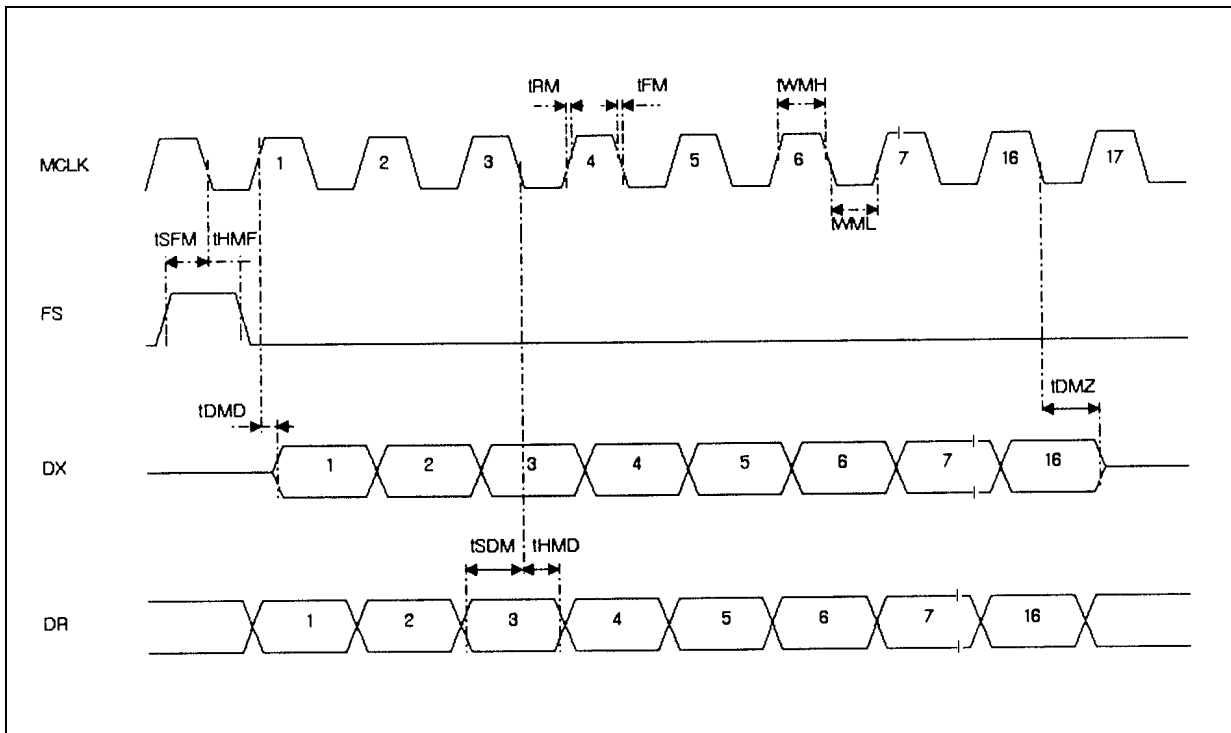 tRM tFM tWMH
MCLK 1 2 3 4 5 6 7 16 17
tWML
tSFM tHMF
FS
tDMD tDMZ
DX 1 2 3 4 5 6 7 16
tSDM tHMD
DR 1 2 3 4 5 6 7 16